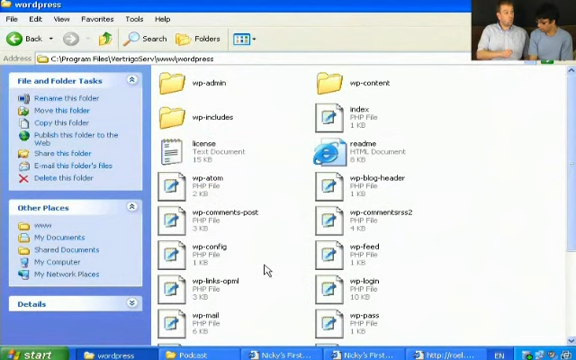 wordpress
File Edit View Favorites Tools Help
Back Search Folders
Address C:\Program Files\VertrigoServ\www\wordpress
File and Folder Tasks
Rename this folder
Move this folder
Copy this folder
Publish this folder to the
Web
Share this folder
E-mail this folder's files
Delete this folder
Other Places
www
My Documents
Shared Documents
My Computer
My Network Places
Details
wp-admin wp-content
wp-includes index
PHP File
1 KB
license
Text Document
15 KB
readme
HTML Document
8 KB
wp-atom
PHP File
2 KB
wp-blog-header
PHP File
1 KB
wp-comments-post
PHP File
3 KB
wp-commentsrss2
PHP File
4 KB
wp-config
PHP File
1 KB
wp-feed
PHP File
1 KB
wp-links-opml
PHP File
3 KB
wp-login
PHP File
10 KB
wp-mail
PHP File
6 KB
wp-pass
PHP File
start wordpress Podcast Nicky's First... Nicky's First... http://roel... EN